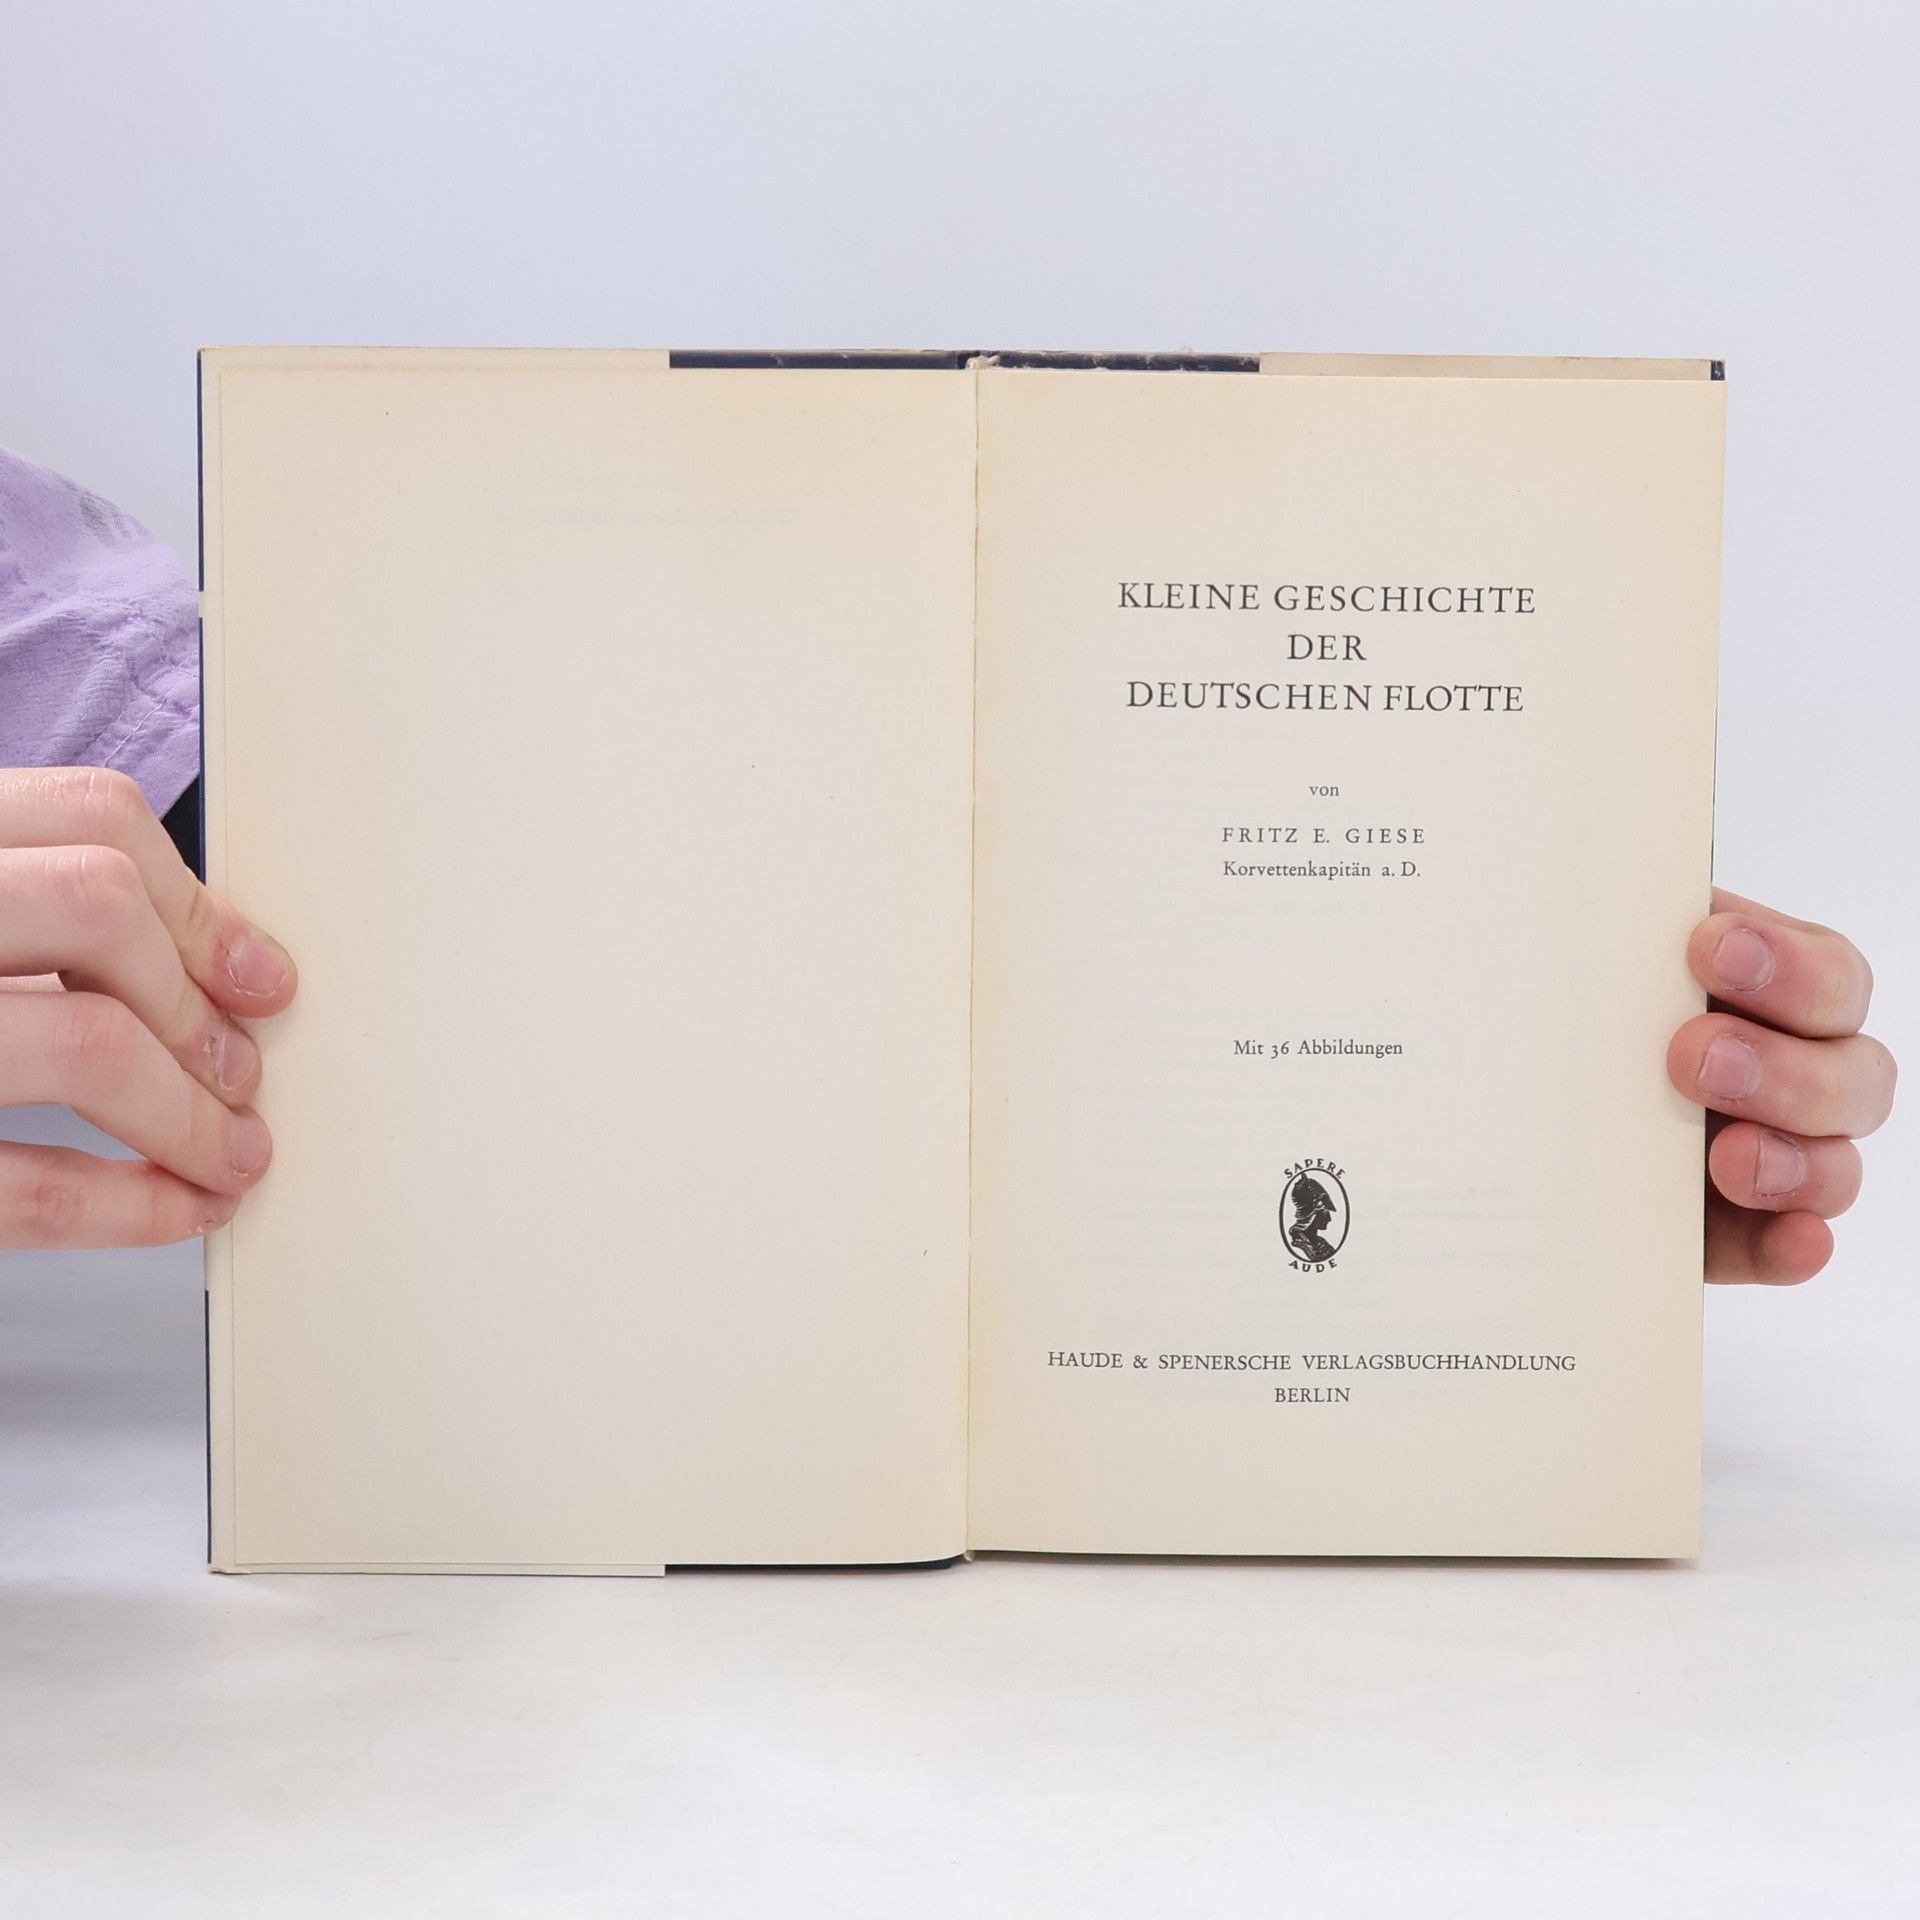 KLEINE GESCHICHTE
DER
DEUTSCHEN FLOTTE
von
FRITZ E. GIESE
Korvettenkapitän a. D.
Mit 36 Abbildungen
SAPERE
AUDE
HAUDE & SPENERSCHE VERLAGSBUCHHANDLUNG
BERLIN